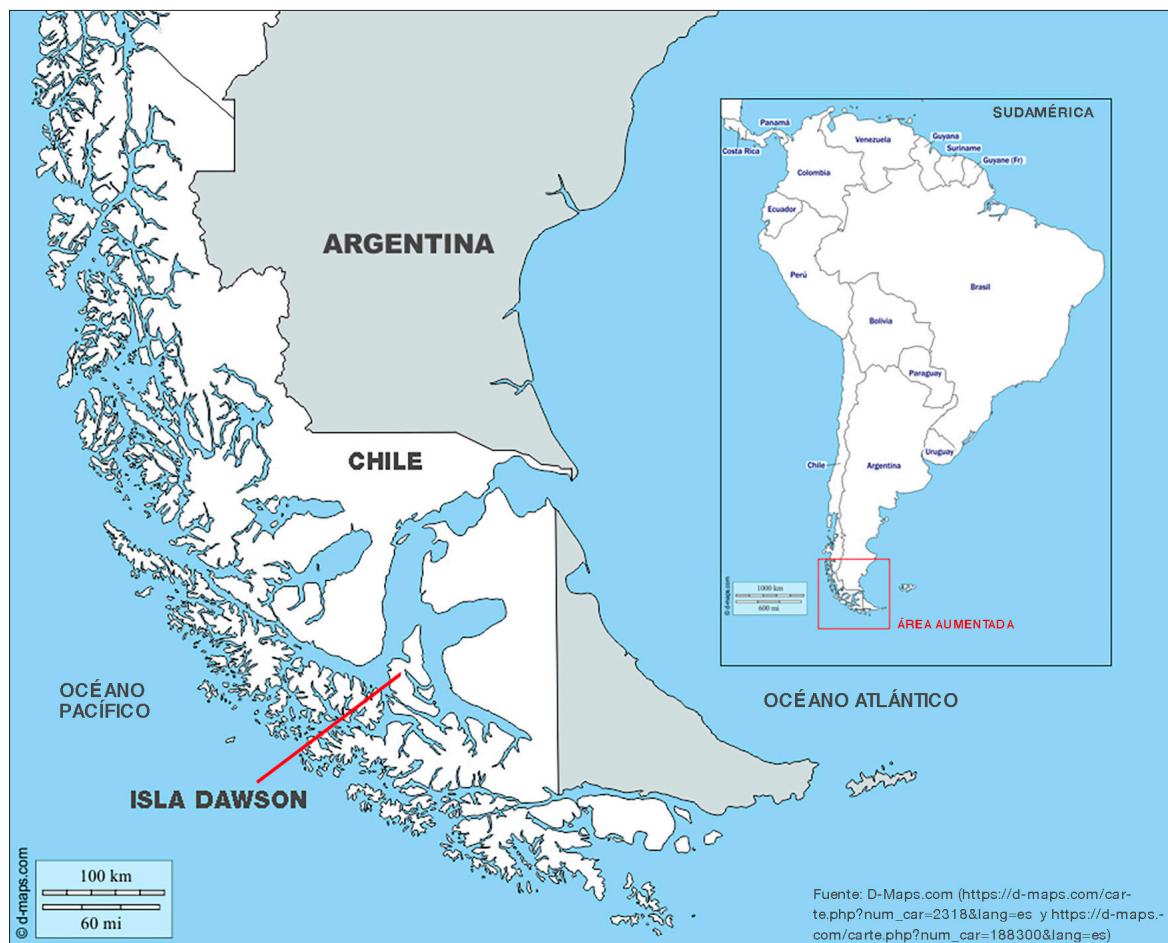 ARGENTINA
CHILE
OCÉANO
PACÍFICO
ISLA DAWSON
OCÉANO ATLÁNTICO
SUDAMÉRICA
Panamá
Costa Rica
Venezuela
Guyana
Suriname
Guyane (Fr)
Colombia
Ecuador
Perú
Brasil
Bolivia
Paraguay
Chile
Argentina
Uruguay
1000 km
600 mi
© d-maps.com
ÁREA AUMENTADA
100 km
60 mi
© d-maps.com
Fuente: D-Maps.com (https://d-maps.com/car-
te.php?num_car=2318&lang=es y https://d-maps.-
com/carte.php?num_car=188300&lang=es)